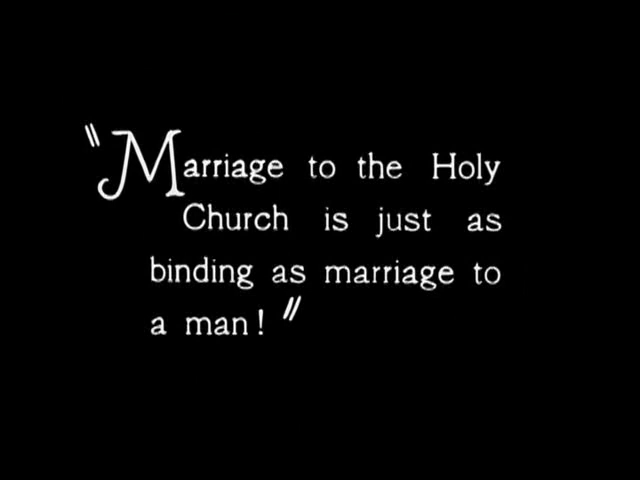 "Marriage to the Holy
Church is just as
binding as marriage to
a man!"